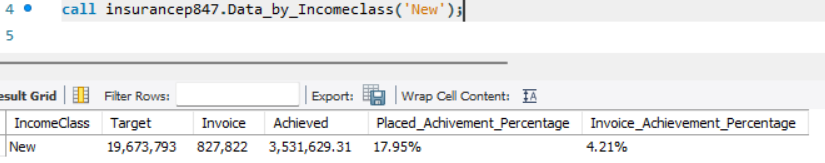 4 call insurancep847.Data_by_Incomeclass('New');
5
esult Grid Filter Rows: Export: Wrap Cell Content: IA
IncomeClass Target Invoice Achieved Placed_Achivement_Percentage Invoice_Achievement_Percentage
New 19,673,793 827,822 3,531,629.31 17.95% 4.21%